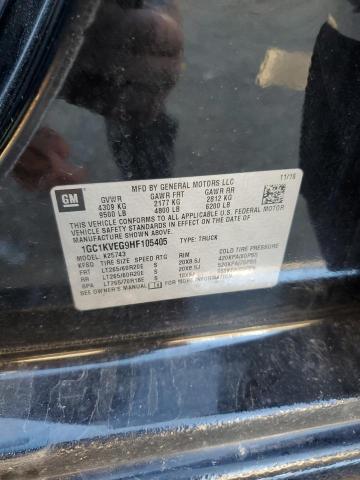 GM
MFD BY GENERAL MOTORS LLC
11/16
GVWR GAWR FRT GAWR RR
4309 KG 2177 KG 2812 KG
9500 LB 4800 LB 6200 LB
THIS VEHICLE CONFORMS TO ALL APPLICABLE U.S. FEDERAL MOTOR VEHICLE SAFETY STANDARDS IN EFFECT ON THE DATE OF MANUFACTURE SHOWN ABOVE.
1GC1KVEG9HF105405 TYPE: TRUCK
MODEL: K25743
TIRE SIZE SPEED RTG RIM COLD TIRE PRESSURE
FRT LT265/60R20E S 20X8.5J 420KPA(60PSI)
RR LT265/60R20E S 20X8.5J
SPA LT265/70R18E S
SEE OWNER'S MANUAL